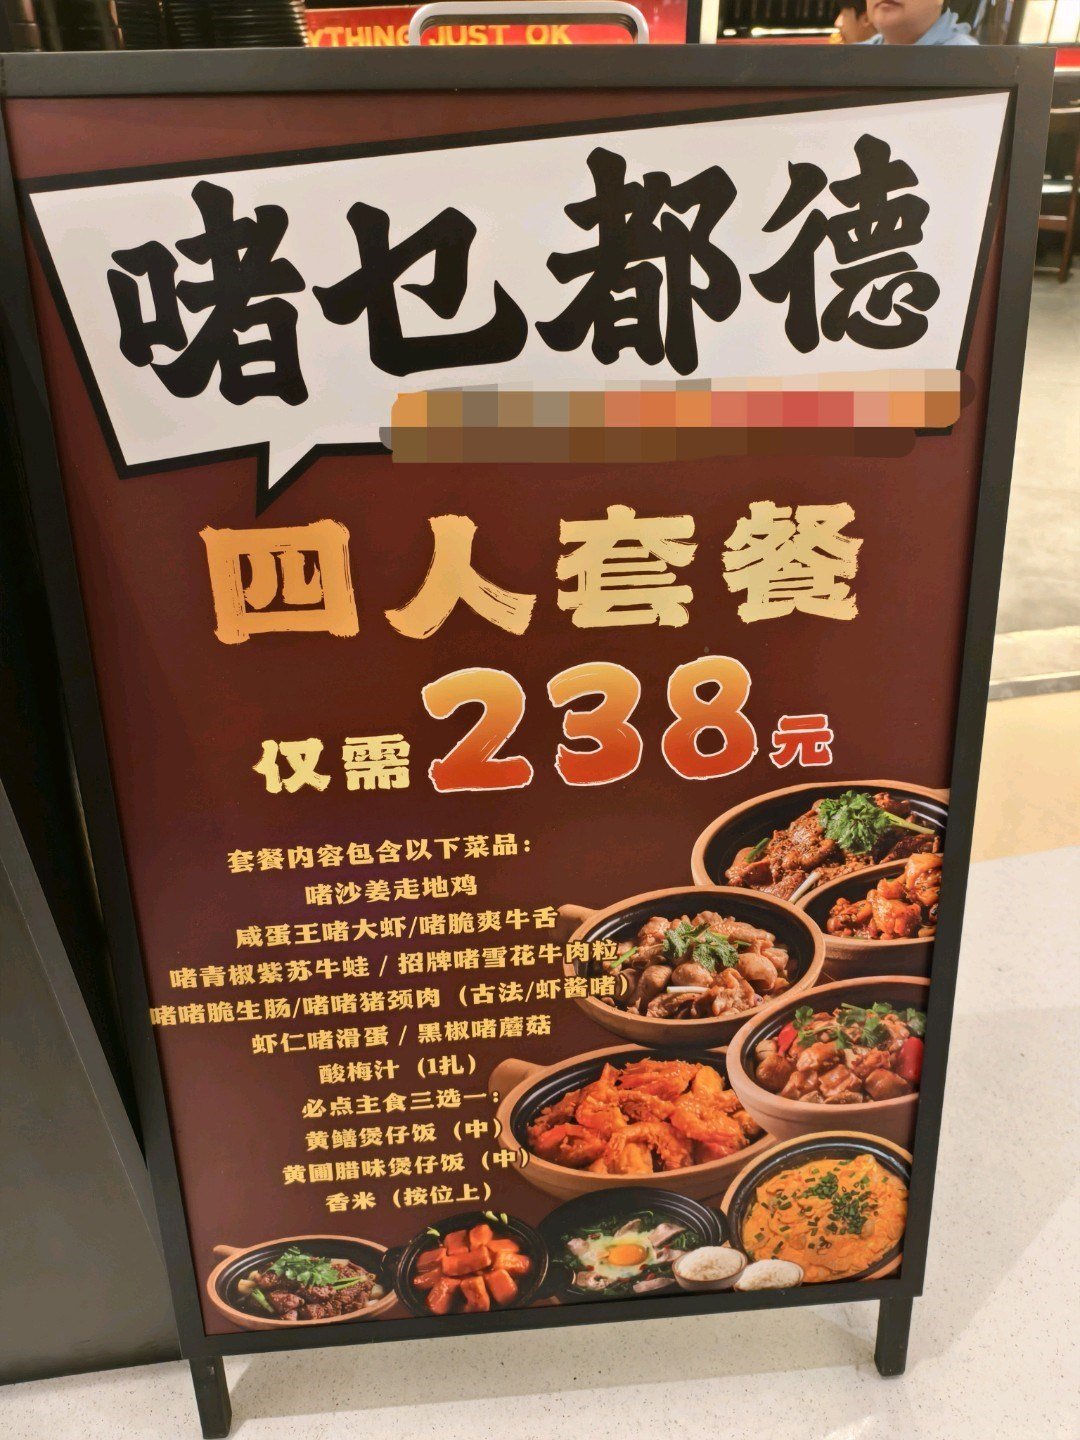 YTHING JUST OK
啫乜都德
四人套餐
仅需238元
套餐内容包含以下菜品：
啫沙姜走地鸡
咸蛋王啫大虾/啫脆爽牛舌
啫青椒紫苏牛蛙/招牌啫雪花牛肉粒
啫啫脆生肠/啫啫猪颈肉（古法/虾酱啫）
虾仁啫滑蛋/黑椒啫蘑菇
酸梅汁（1扎）
必点主食三选一：
黄鳝煲仔饭（中）
黄圃腊味煲仔饭（中）
香米（按位上）